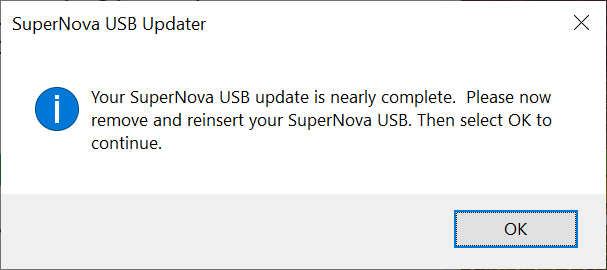 SuperNova USB Updater
Your SuperNova USB update is nearly complete.  Please now
remove and reinsert your SuperNova USB. Then select OK to
continue.
OK